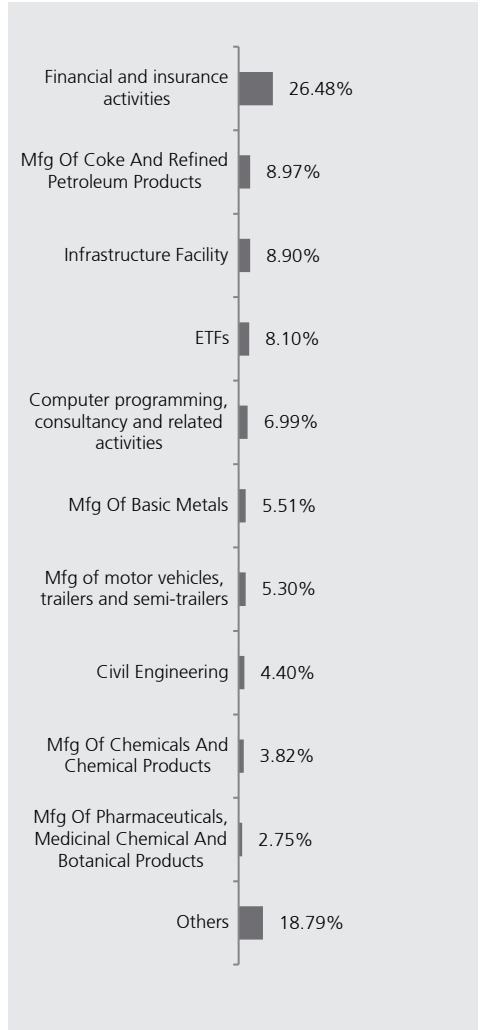 Financial and insurance
activities
26.48%
Mfg Of Coke And Refined
Petroleum Products
8.97%
Infrastructure Facility
8.90%
ETFs
8.10%
Computer programming,
consultancy and related
activities
6.99%
Mfg Of Basic Metals
5.51%
Mfg of motor vehicles,
trailers and semi-trailers
5.30%
Civil Engineering
4.40%
Mfg Of Chemicals And
Chemical Products
3.82%
Mfg Of Pharmaceuticals,
Medicinal Chemical And
Botanical Products
2.75%
Others
18.79%